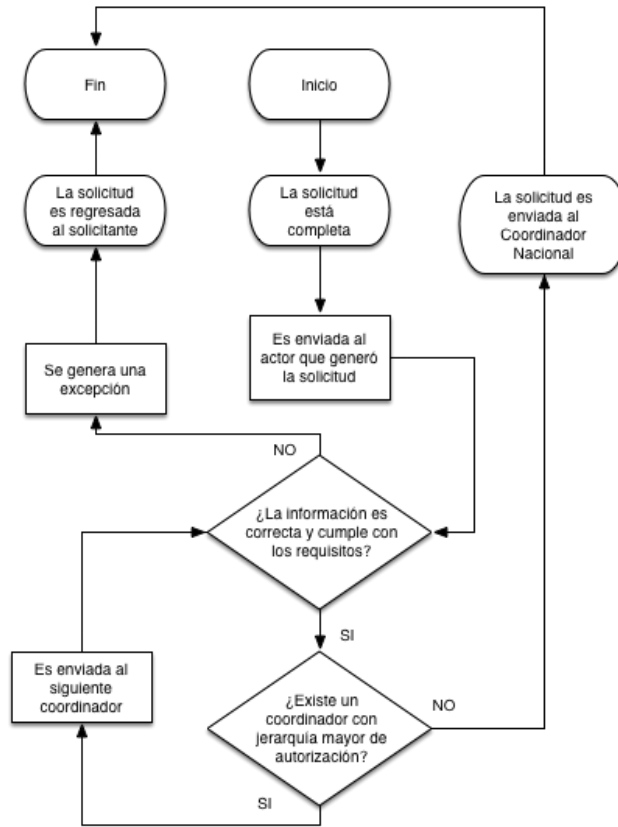 Fin
Inicio
La solicitud
es regresada
al solicitante
La solicitud
está
completa
La solicitud es
enviada al
Coordinador
Nacional
Se genera una
excepción
Es enviada al
actor que generó
la solicitud
NO
¿La información es
correcta y cumple con
los requisitos?
SI
Es enviada al
siguiente
coordinador
¿Existe un
coordinador con
jerarquía mayor de
autorización?
NO
SI